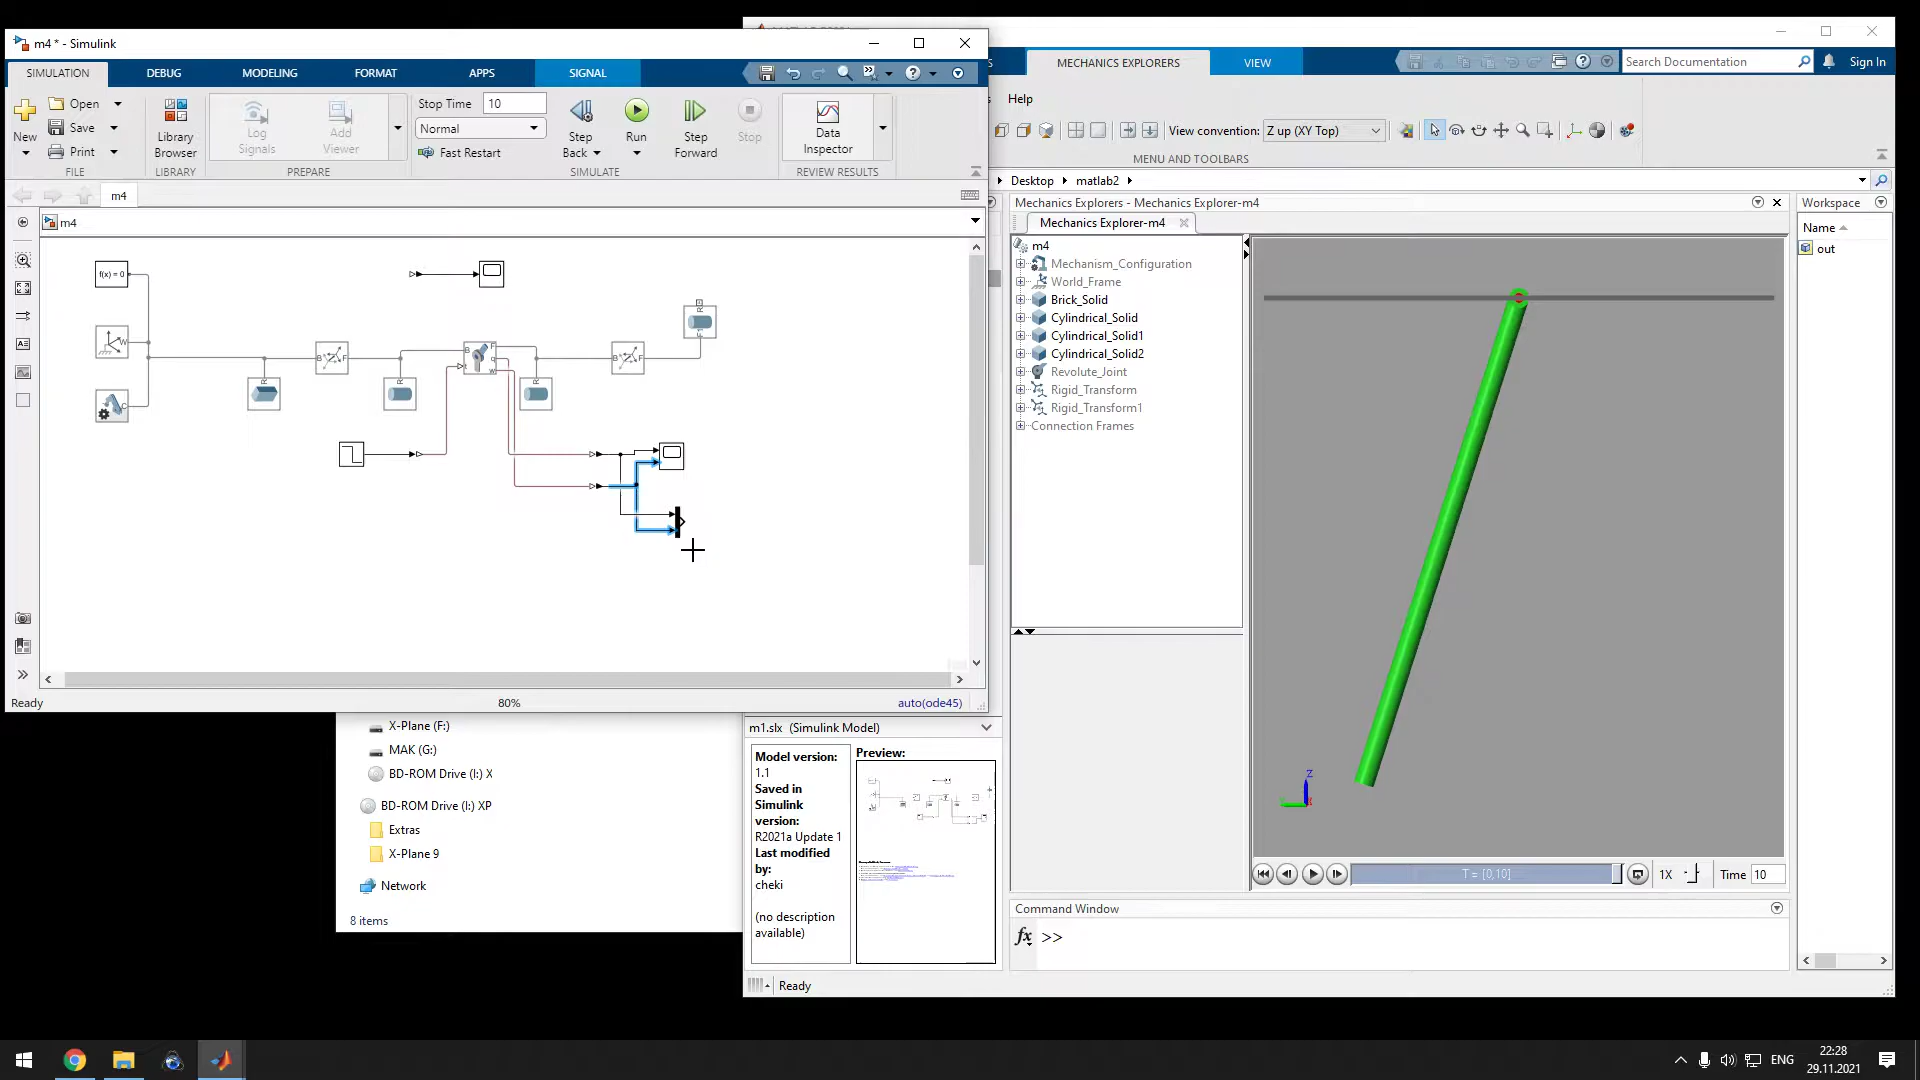 m4 * - Simulink
SIMULATION
DEBUG
MODELING
FORMAT
APPS
SIGNAL
New
Open
Save
Print
FILE
Library
Browser
LIBRARY
Log
Signals
Add
Viewer
PREPARE
Stop Time 10
Normal
Fast Restart
Step
Back
Run
Step
Forward
Stop
SIMULATE
Data
Inspector
REVIEW RESULTS
m4
m4
f(x) = 0
W
C
R
B F
R
B F q w t
R
B F
R
Ready
80%
auto(ode45)
X-Plane (F:)
MAK (G:)
BD-ROM Drive (I:) X
BD-ROM Drive (I:) XP
Extras
X-Plane 9
Network
8 items
S
MECHANICS EXPLORERS
VIEW
Search Documentation
Sign In
Help
View convention: Z up (XY Top)
MENU AND TOOLBARS
Desktop
matlab2
Mechanics Explorers - Mechanics Explorer-m4
Mechanics Explorer-m4
m4
Mechanism_Configuration
World_Frame
Brick_Solid
Cylindrical_Solid
Cylindrical_Solid1
Cylindrical_Solid2
Revolute_Joint
Rigid_Transform
Rigid_Transform1
Connection Frames
z
x
T = [0,10]
1X
Time 10
Workspace
Name
out
m1.slx (Simulink Model)
Model version:
1.1
Saved in
Simulink
version:
R2021a Update 1
Last modified
by:
cheki
(no description
available)
Preview:
Command Window
fx >>
Ready
ENG
22:28
29.11.2021